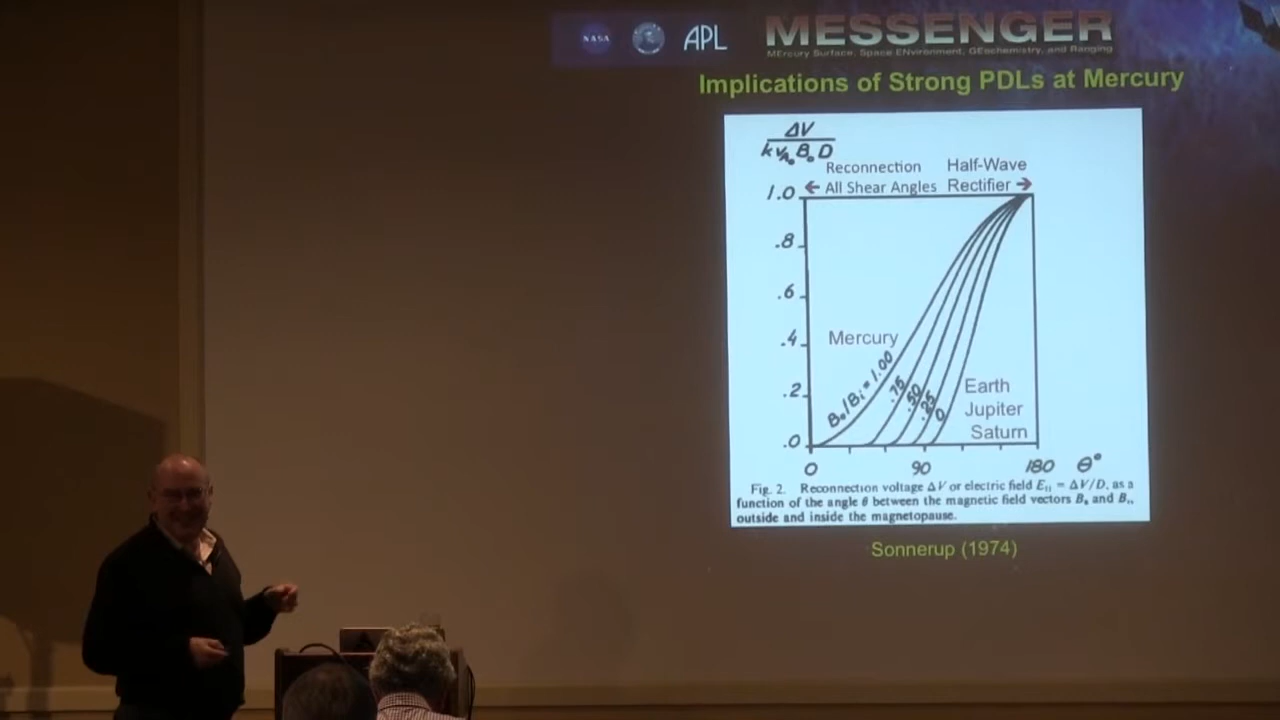 NASA
APL
MESSENGER
MErcury Surface, Space ENvironment, GEochemistry, and Ranging
Implications of Strong PDLs at Mercury
ΔV
k vA₀ B₀ D
Reconnection Half-Wave
1.0 ← All Shear Angles Rectifier →
.8
.6
.4
Mercury
B₀/Bᵢ = 1.00
.75
.50
.25
0
.2
Earth
Jupiter
Saturn
.0
0 90 180 θ°
Fig. 2. Reconnection voltage ΔV or electric field E₁₁ = ΔV/D, as a
function of the angle θ between the magnetic field vectors B₀ and Bᵢ,
outside and inside the magnetopause.
Sonnerup (1974)